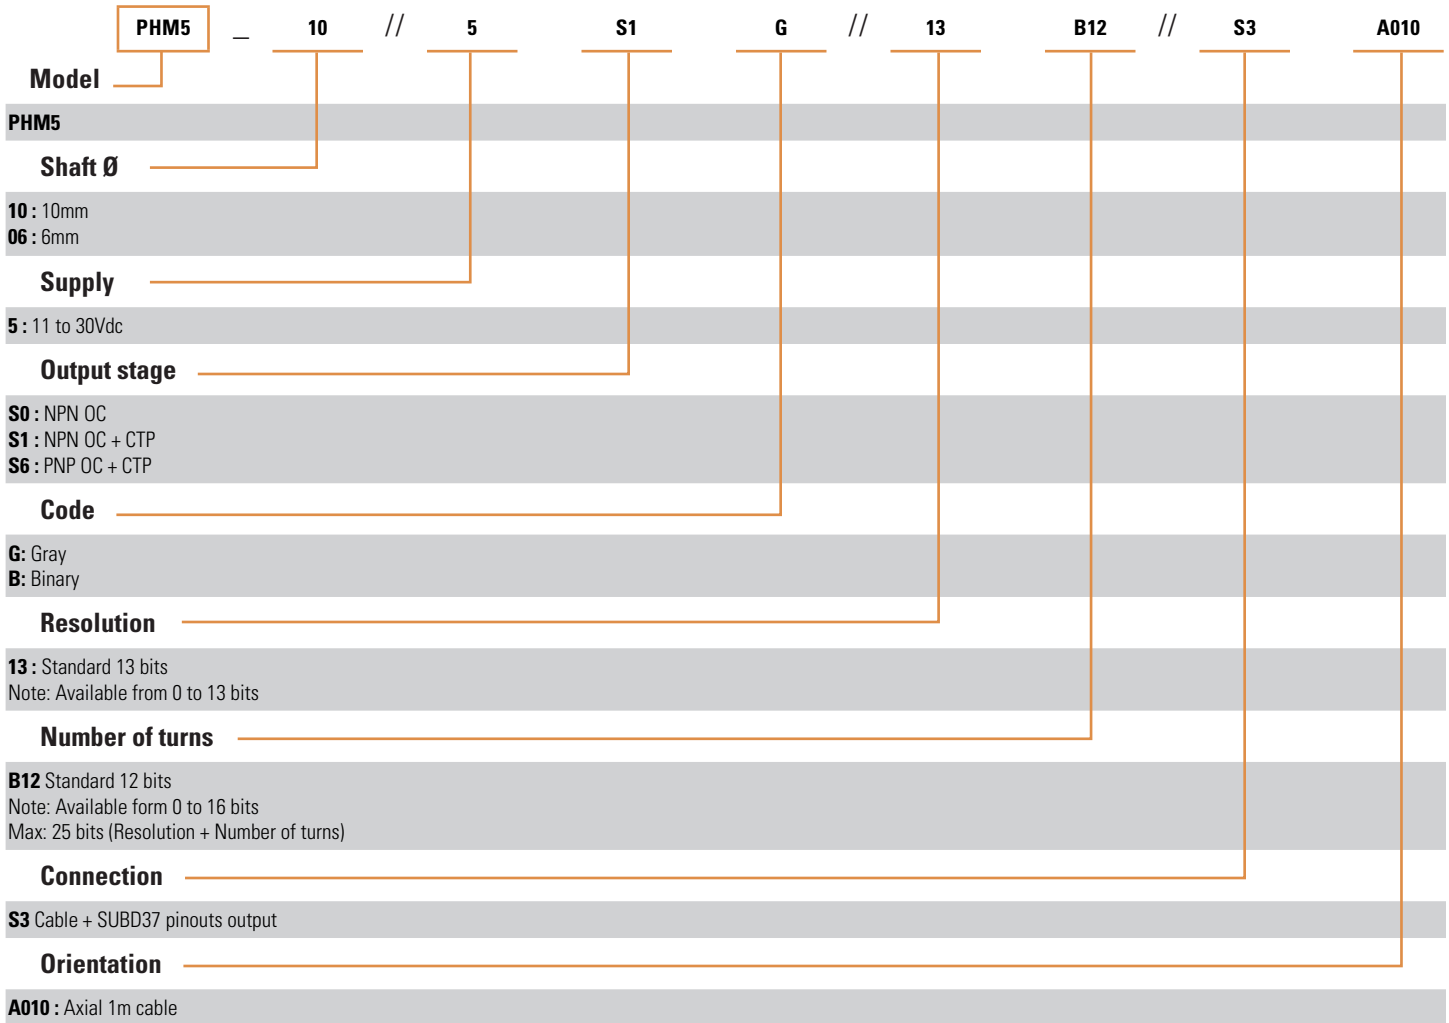 PHM5 _ 10 // 5 S1 G // 13 B12 // S3 A010
Model
PHM5
Shaft Ø
10 : 10mm
06 : 6mm
Supply
5 : 11 to 30Vdc
Output stage
S0 : NPN OC
S1 : NPN OC + CTP
S6 : PNP OC + CTP
Code
G: Gray
B: Binary
Resolution
13 : Standard 13 bits
Note: Available from 0 to 13 bits
Number of turns
B12 Standard 12 bits
Note: Available form 0 to 16 bits
Max: 25 bits (Resolution + Number of turns)
Connection
S3 Cable + SUBD37 pinouts output
Orientation
A010 : Axial 1m cable